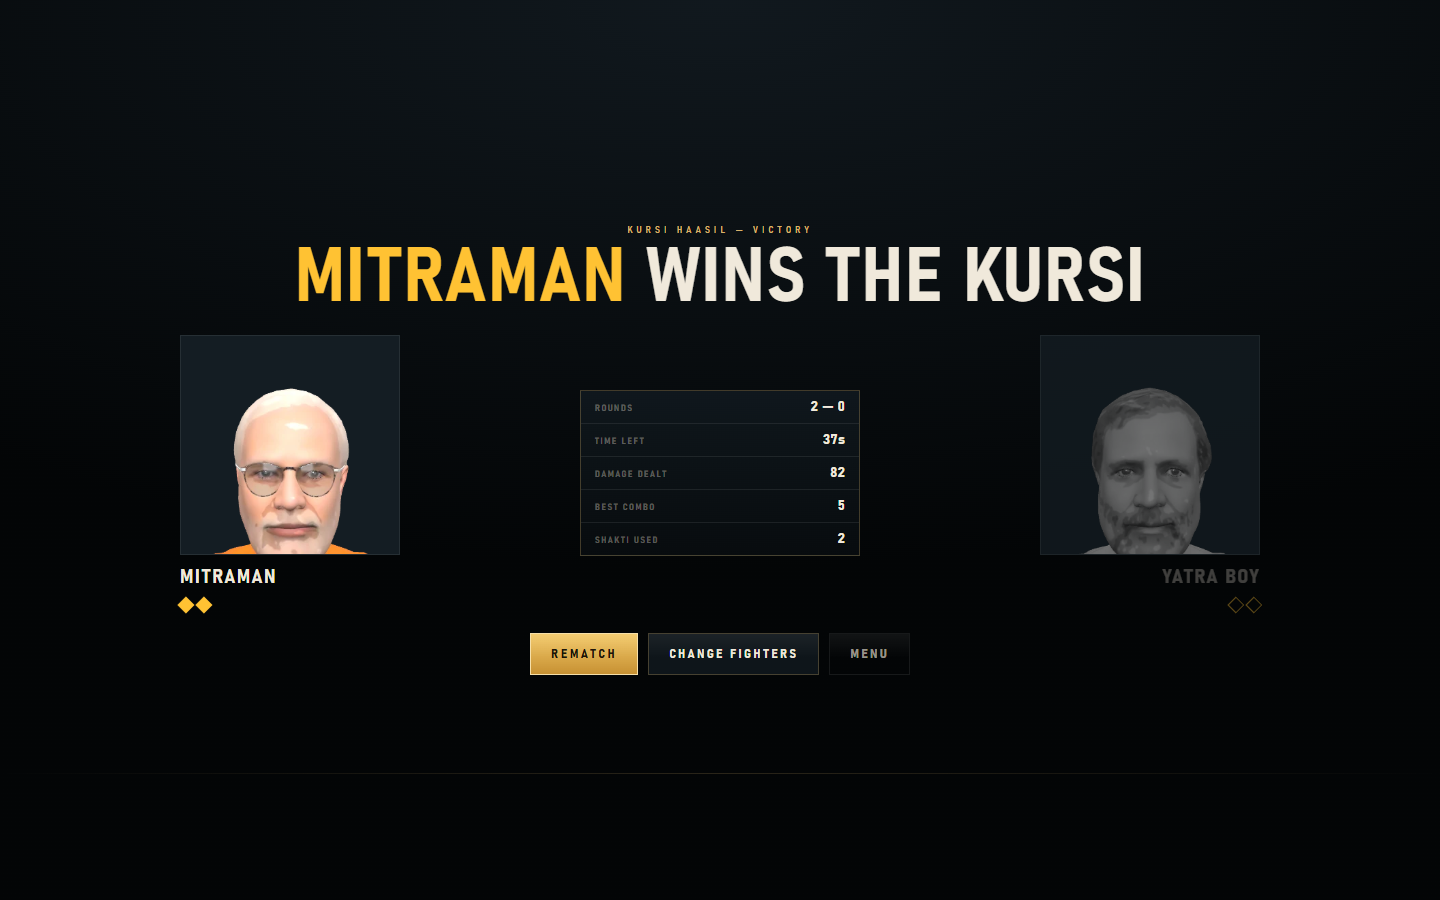 KURSI HAASIL — VICTORY
MITRAMAN WINS THE KURSI
ROUNDS 2 — 0
TIME LEFT 37s
DAMAGE DEALT 82
BEST COMBO 5
SHAKTI USED 2
MITRAMAN
YATRA BOY
REMATCH
CHANGE FIGHTERS
MENU